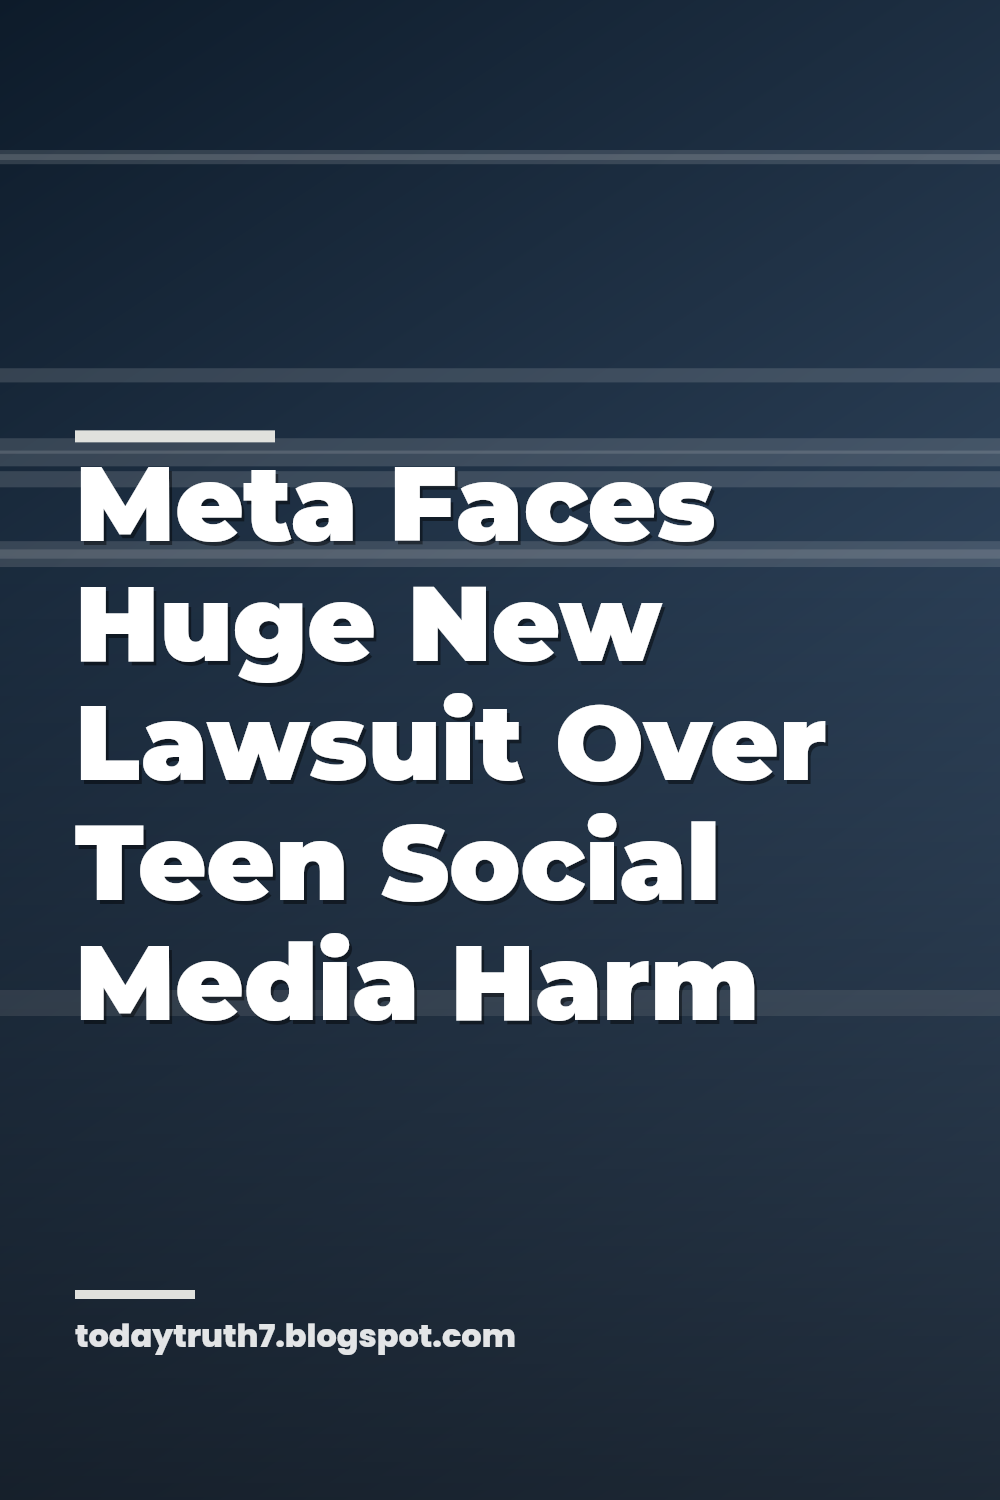 Meta Faces
Huge New
Lawsuit Over
Teen Social
Media Harm
todaytruth7.blogspot.com